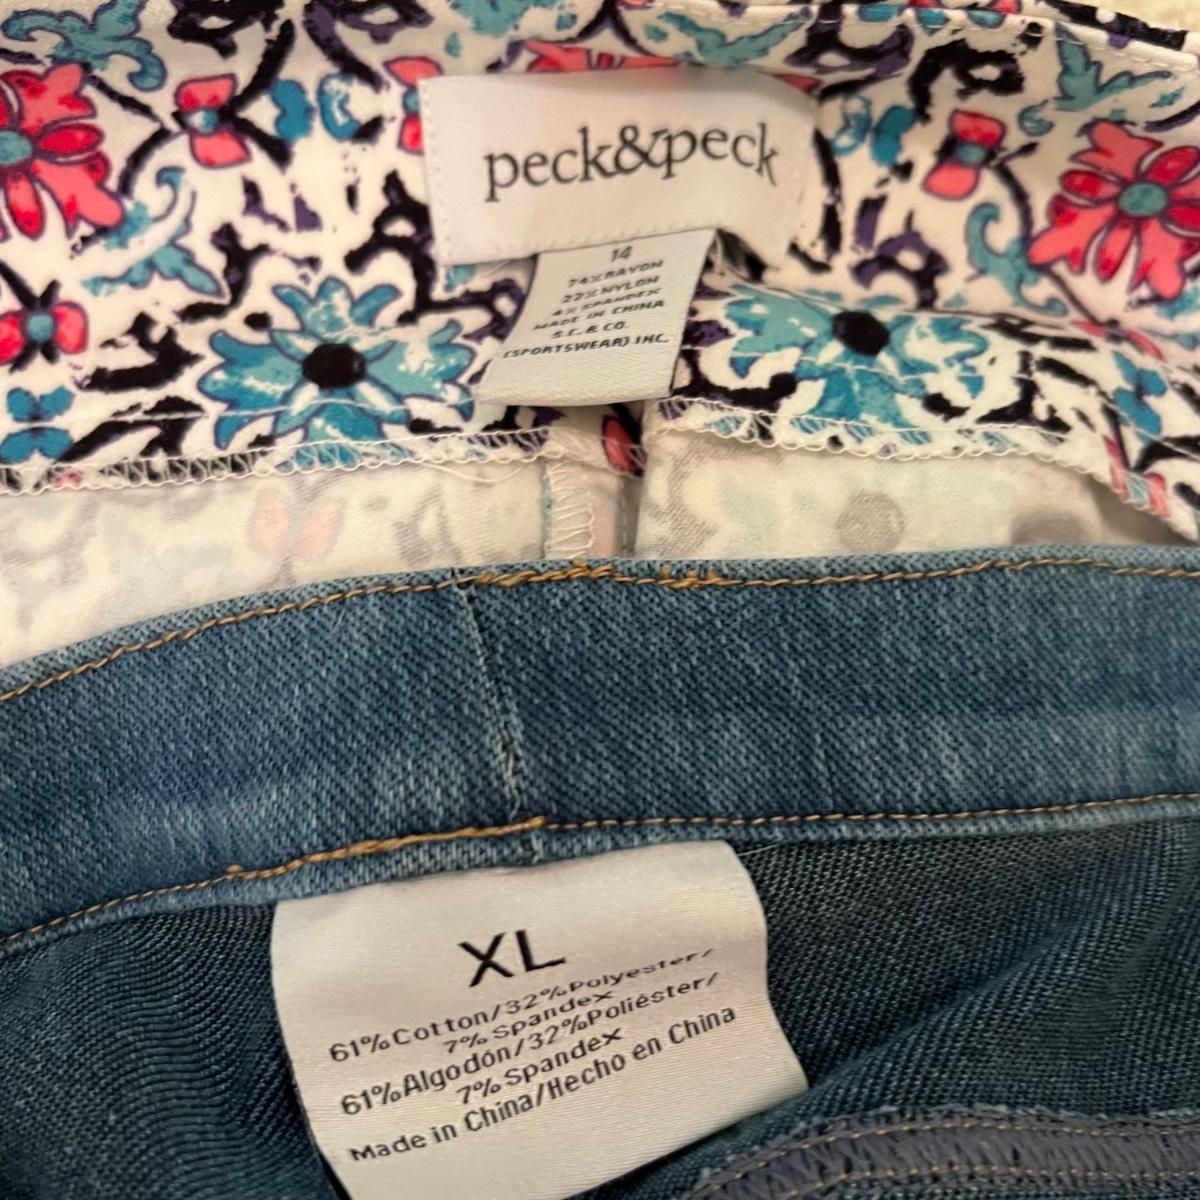 peck&peck
14
74% RAYON
22% NYLON
4% SPANDEX
MADE IN CHINA
S.C. & CO.
(SPORTSWEAR) INC.
XL
61%Cotton/32%Polyester/
7% Spandex
61%Algodón/32%Poliéster/
7% Spandex
Made in China/Hecho en China